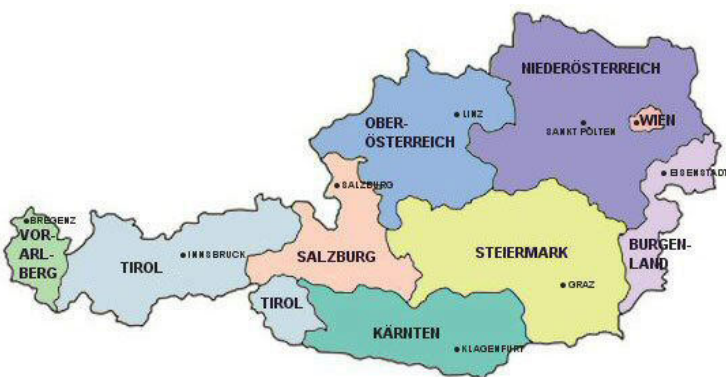 NIEDERÖSTERREICH
LINZ
OBER-
ÖSTERREICH
SANKT PÖLTEN
WIEN
EISENSTADT
SALZBURG
BREGENZ
VOR-
ARL-
BERG
TIROL
INNSBRUCK
SALZBURG
STEIERMARK
BURGEN-
LAND
TIROL
GRAZ
KÄRNTEN
KLAGENFURT